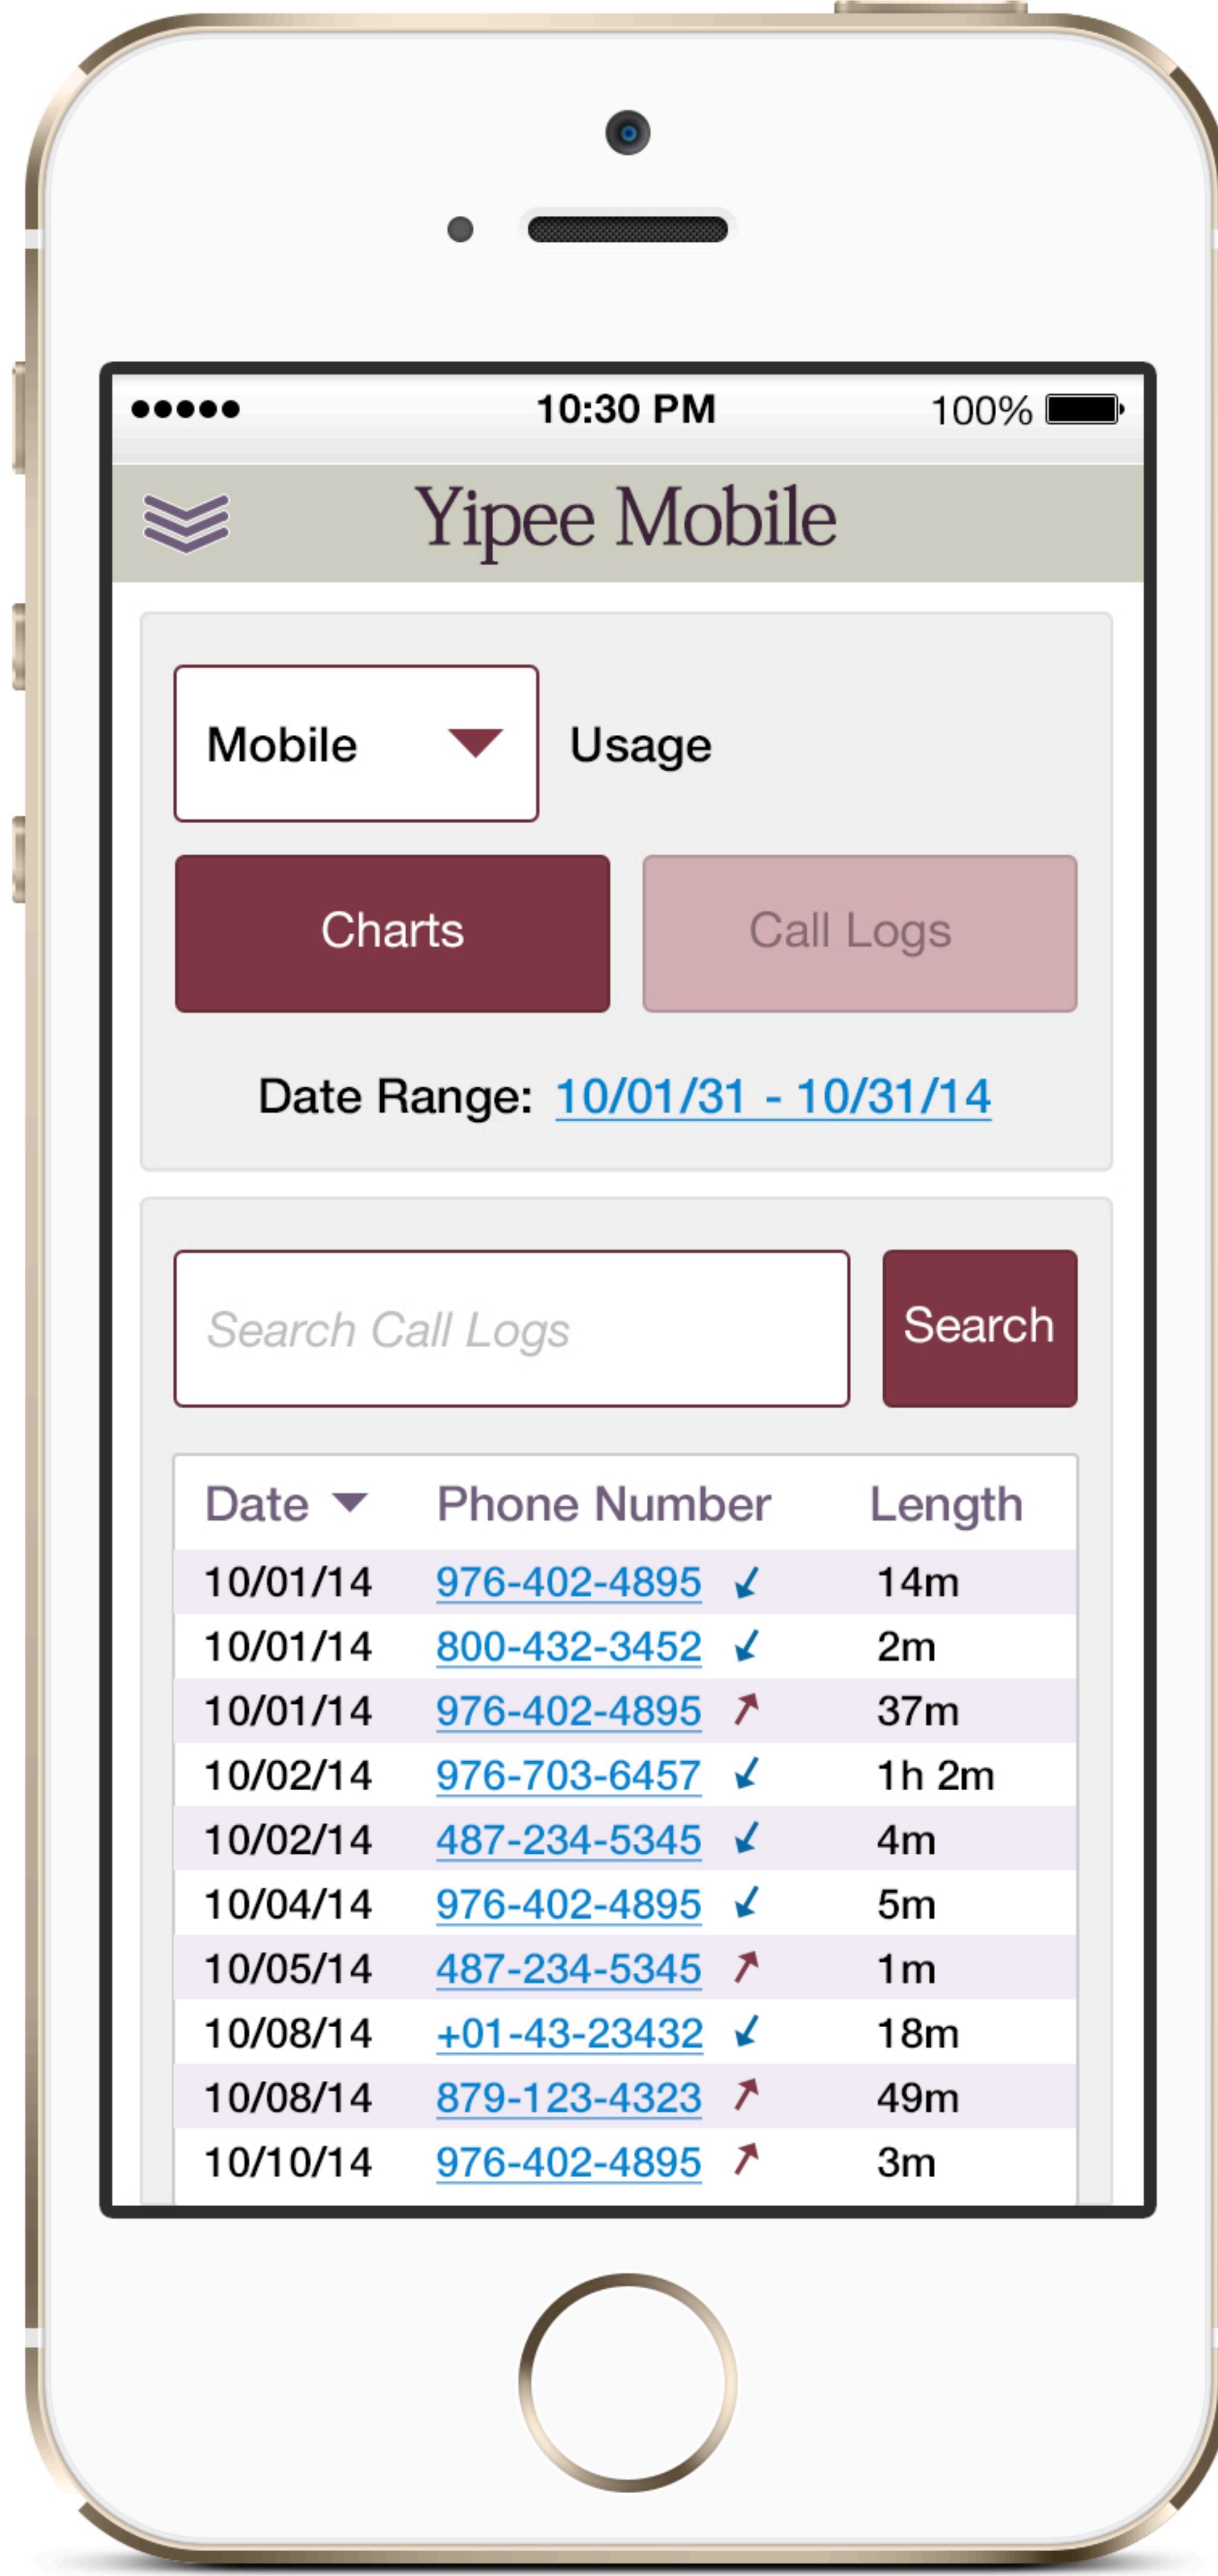 10:30 PM 100%
Yipee Mobile
Mobile Usage
Charts Call Logs
Date Range: 10/01/31 - 10/31/14
Search Call Logs Search
Date Phone Number Length
10/01/14 976-402-4895 14m
10/01/14 800-432-3452 2m
10/01/14 976-402-4895 37m
10/02/14 976-703-6457 1h 2m
10/02/14 487-234-5345 4m
10/04/14 976-402-4895 5m
10/05/14 487-234-5345 1m
10/08/14 +01-43-23432 18m
10/08/14 879-123-4323 49m
10/10/14 976-402-4895 3m